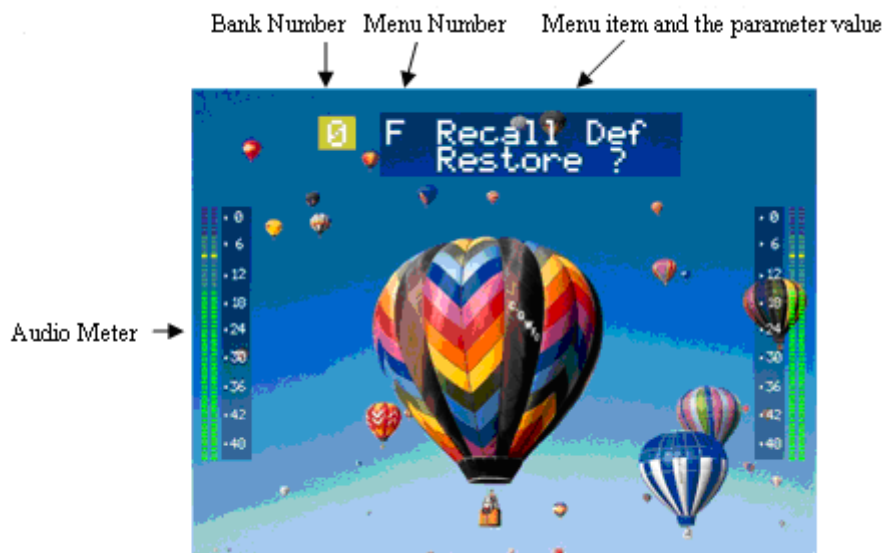 Bank Number Menu Number Menu item and the parameter value
0 F Recall Def
Restore ?
Audio Meter
0 0
6 6
12 12
18 18
24 24
30 30
36 36
42 42
48 48